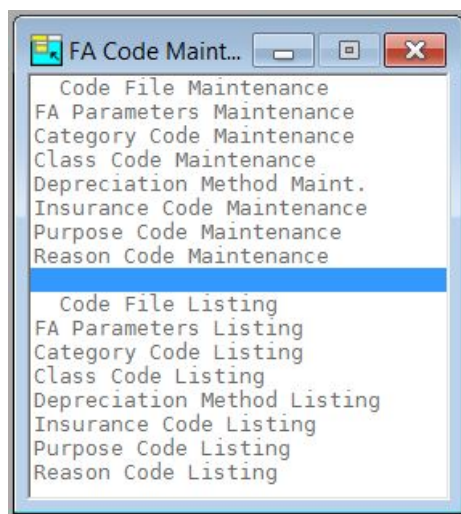 FA Code Maint...
Code File Maintenance
FA Parameters Maintenance
Category Code Maintenance
Class Code Maintenance
Depreciation Method Maint.
Insurance Code Maintenance
Purpose Code Maintenance
Reason Code Maintenance
Code File Listing
FA Parameters Listing
Category Code Listing
Class Code Listing
Depreciation Method Listing
Insurance Code Listing
Purpose Code Listing
Reason Code Listing